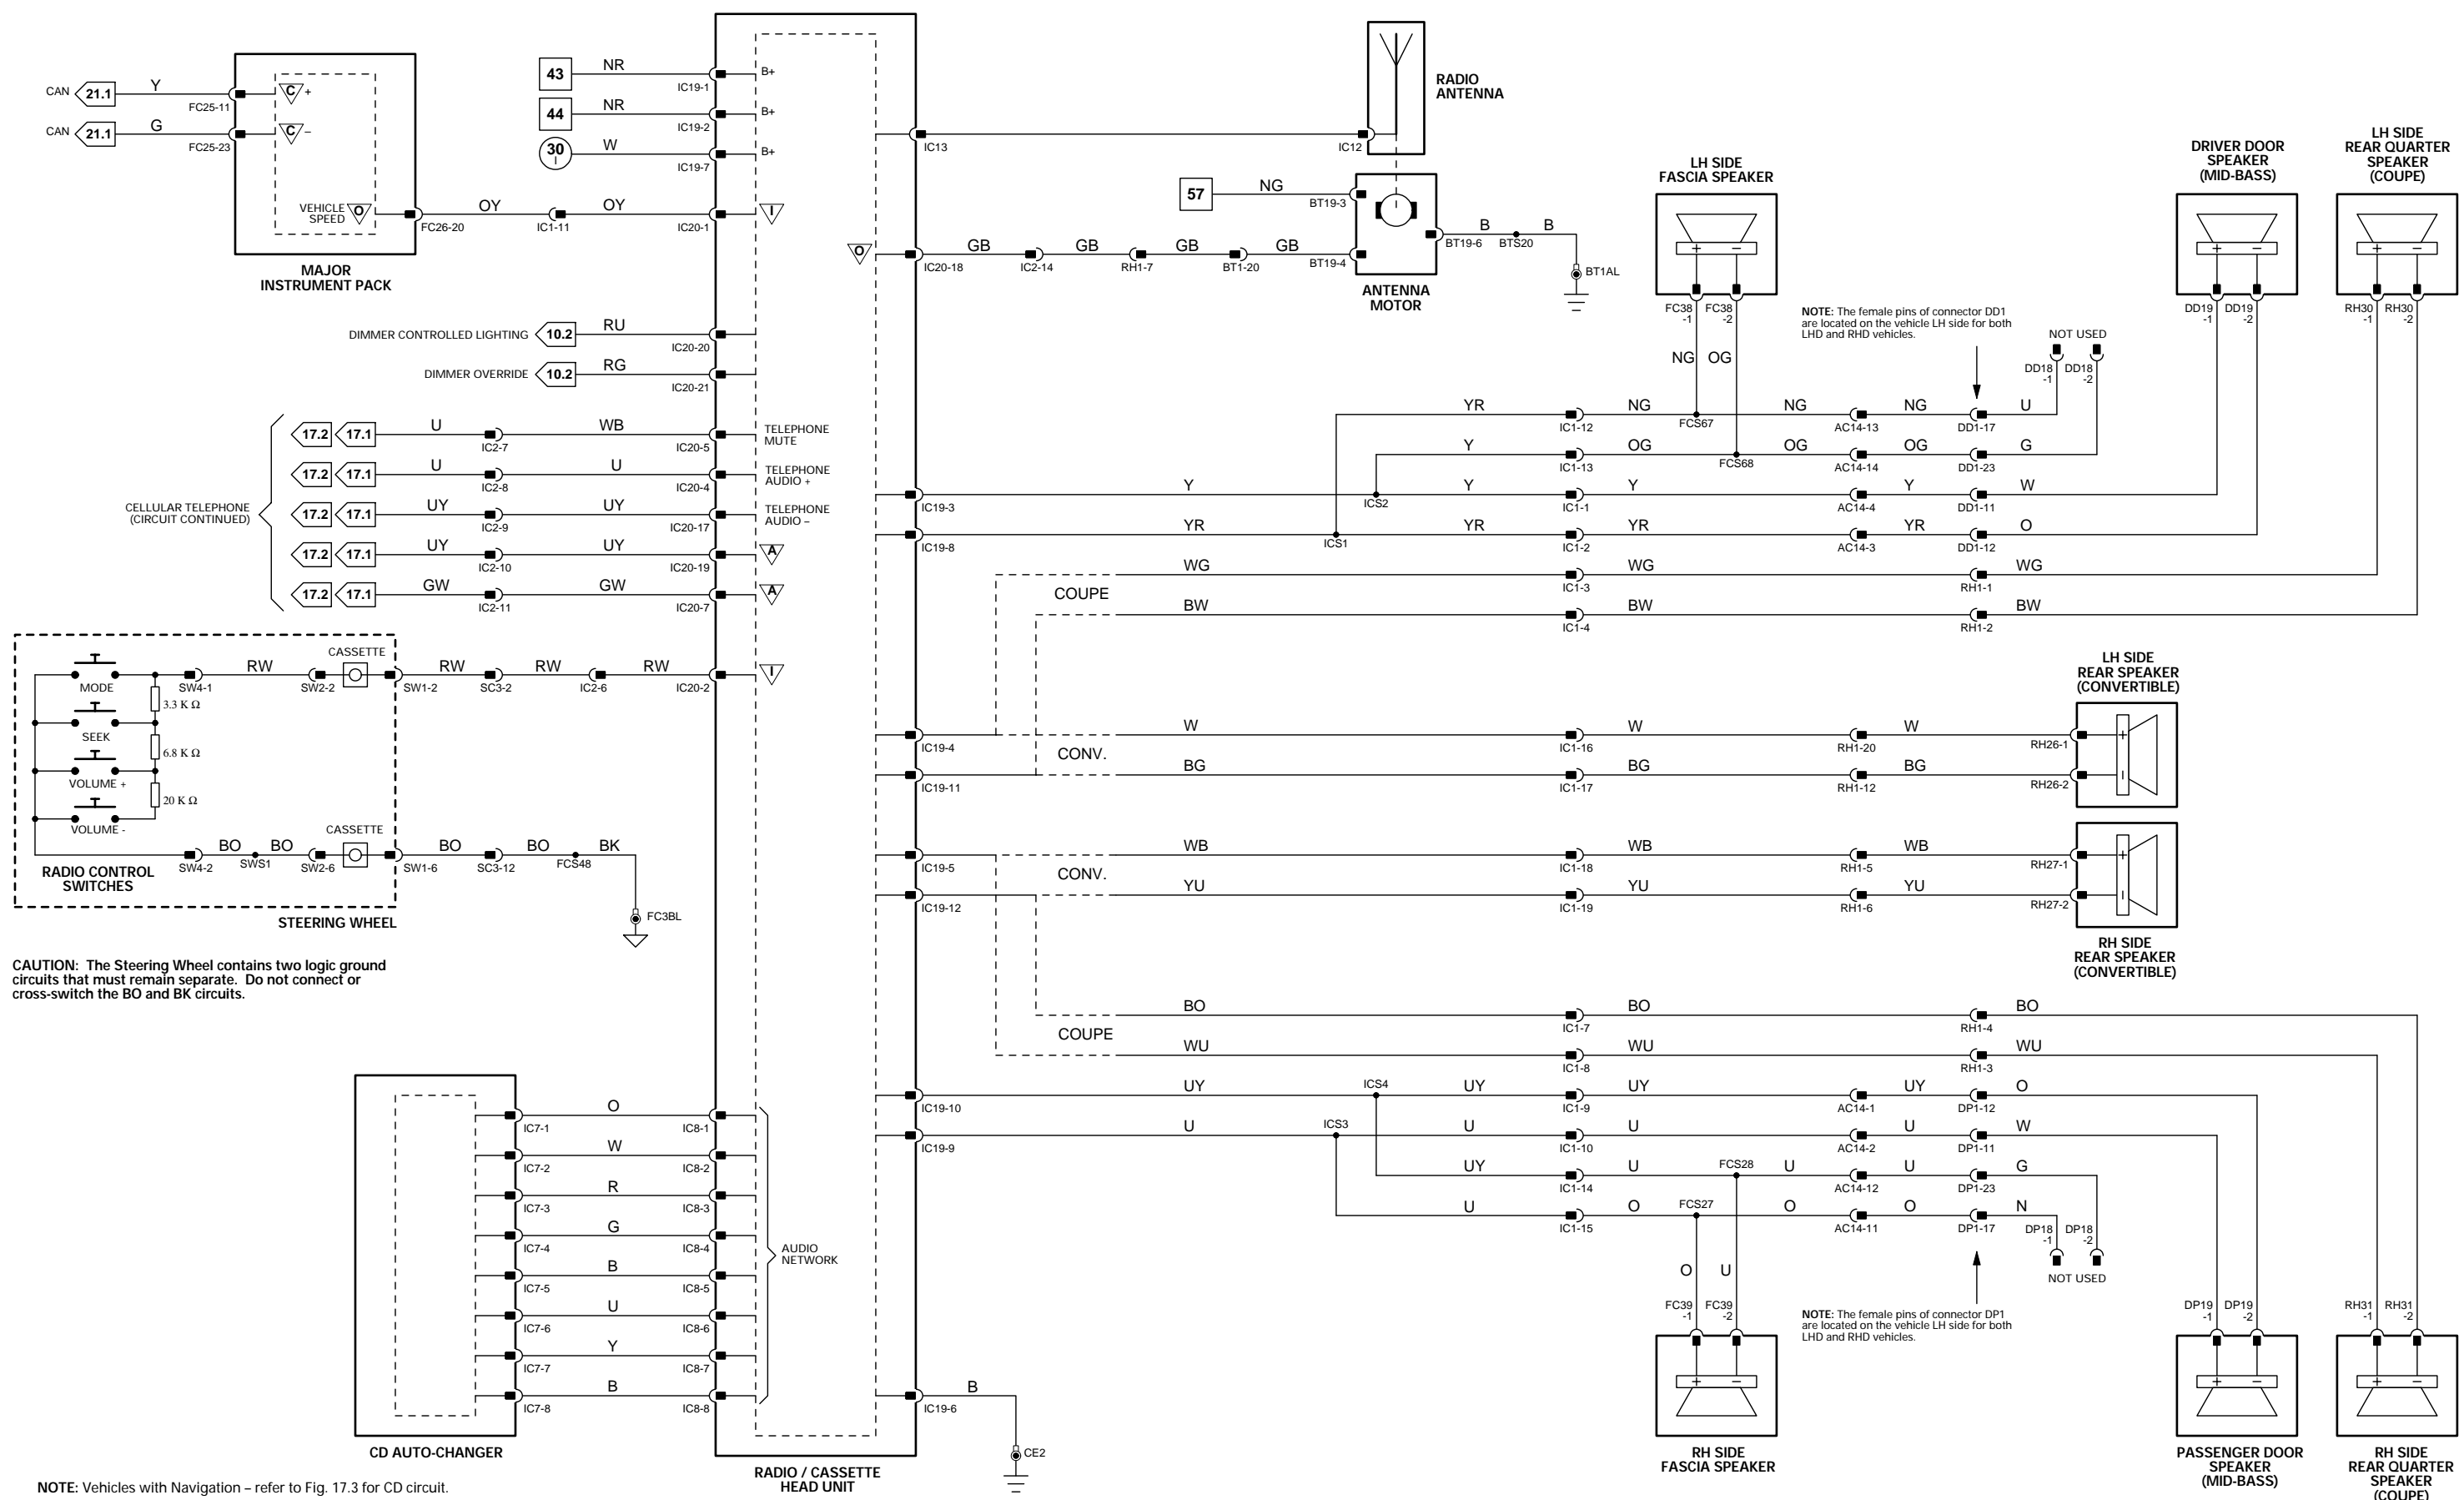 CAN 21.1 Y FC25-11 C +
CAN 21.1 G FC25-23 C –
VEHICLE
SPEED O
FC26-20 OY IC1-11 OY IC20-1 I
MAJOR
INSTRUMENT PACK
43 NR IC19-1 B+
44 NR IC19-2 B+
30 I W IC19-7 B+
DIMMER CONTROLLED LIGHTING 10.2 RU IC20-20
DIMMER OVERRIDE 10.2 RG IC20-21
CELLULAR TELEPHONE
(CIRCUIT CONTINUED)
17.2 17.1 U IC2-7 WB IC20-5 TELEPHONE
MUTE
17.2 17.1 U IC2-8 U IC20-4 TELEPHONE
AUDIO +
17.2 17.1 UY IC2-9 UY IC20-17 TELEPHONE
AUDIO –
17.2 17.1 UY IC2-10 UY IC20-19 A
17.2 17.1 GW IC2-11 GW IC20-7 A
CASSETTE
MODE SW4-1 RW SW2-2 SW1-2 RW SC3-2 RW IC2-6 RW IC20-2 I
3.3 K Ω
SEEK
6.8 K Ω
VOLUME +
20 K Ω
VOLUME -
CASSETTE
SW4-2 BO SWS1 BO SW2-6 SW1-6 BO SC3-12 BO FCS48 BK
FC3BL
RADIO CONTROL
SWITCHES
STEERING WHEEL
CAUTION: The Steering Wheel contains two logic ground
circuits that must remain separate. Do not connect or
cross-switch the BO and BK circuits.
IC7-1 O IC8-1
IC7-2 W IC8-2
IC7-3 R IC8-3
IC7-4 G IC8-4
IC7-5 B IC8-5
IC7-6 U IC8-6
IC7-7 Y IC8-7
IC7-8 B IC8-8
AUDIO
NETWORK
CD AUTO-CHANGER
NOTE: Vehicles with Navigation – refer to Fig. 17.3 for CD circuit.
RADIO / CASSETTE
HEAD UNIT
IC13 IC12
RADIO
ANTENNA
57 NG BT19-3
O IC20-18 GB IC2-14 GB RH1-7 GB BT1-20 GB BT19-4
BT19-6 B BTS20 B
BT1AL
ANTENNA
MOTOR
LH SIDE
FASCIA SPEAKER
+ –
FC38
-1
FC38
-2
NG OG
NOTE: The female pins of connector DD1
are located on the vehicle LH side for both
LHD and RHD vehicles.
NOT USED
DD18
-1
DD18
-2
DRIVER DOOR
SPEAKER
(MID-BASS)
+ –
DD19
-1
DD19
-2
LH SIDE
REAR QUARTER
SPEAKER
(COUPE)
+ –
RH30
-1
RH30
-2
YR IC1-12 NG FCS67 NG AC14-13 NG DD1-17 U
Y IC1-13 OG FCS68 OG AC14-14 OG DD1-23 G
IC19-3 Y ICS2 Y IC1-1 Y AC14-4 Y DD1-11 W
IC19-8 ICS1 YR YR IC1-2 YR AC14-3 YR DD1-12 O
COUPE
WG IC1-3 WG RH1-1 WG
BW IC1-4 BW RH1-2 BW
LH SIDE
REAR SPEAKER
(CONVERTIBLE)
IC19-4 W IC1-16 W RH1-20 W RH26-1 +
CONV.
IC19-11 BG IC1-17 BG RH1-12 BG RH26-2 –
IC19-5 WB IC1-18 WB RH1-5 WB RH27-1 +
CONV.
IC19-12 YU IC1-19 YU RH1-6 YU RH27-2 –
RH SIDE
REAR SPEAKER
(CONVERTIBLE)
BO IC1-7 BO RH1-4 BO
COUPE
WU IC1-8 WU RH1-3 WU
IC19-10 UY ICS4 UY IC1-9 UY AC14-1 UY DP1-12 O
IC19-9 U ICS3 U IC1-10 U AC14-2 U DP1-11 W
UY IC1-14 U FCS28 U AC14-12 U DP1-23 G
U IC1-15 O FCS27 O AC14-11 O DP1-17 N
DP18
-1
DP18
-2
NOT USED
O U
FC39
-1
FC39
-2
+ –
RH SIDE
FASCIA SPEAKER
NOTE: The female pins of connector DP1
are located on the vehicle LH side for both
LHD and RHD vehicles.
DP19
-1
DP19
-2
+ –
PASSENGER DOOR
SPEAKER
(MID-BASS)
RH31
-1
RH31
-2
+ –
RH SIDE
REAR QUARTER
SPEAKER
(COUPE)
IC19-6 B
CE2